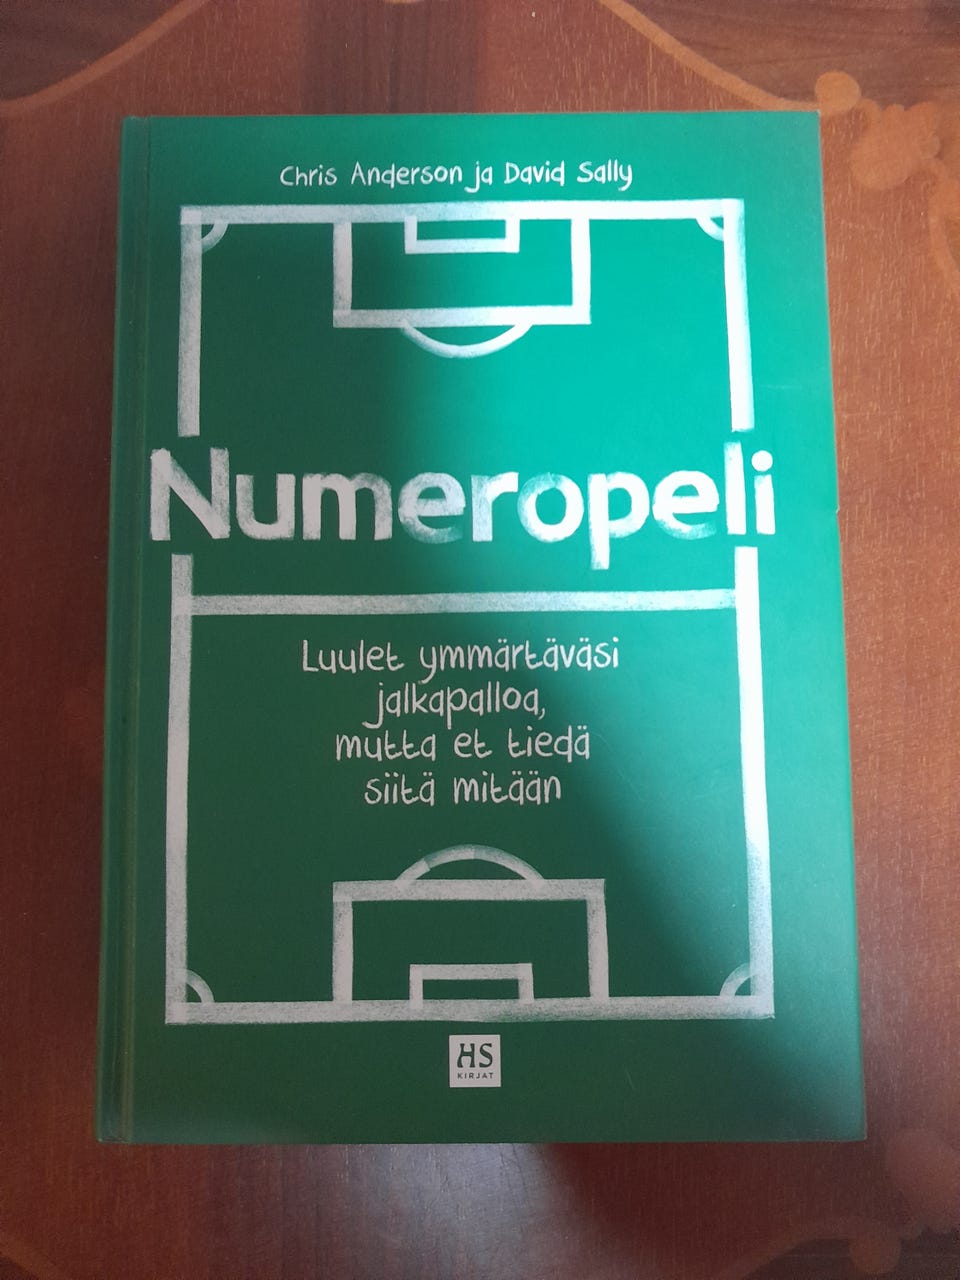 Chris Anderson ja David Sally
Numeropeli
Luulet ymmärtäväsi
jalkapalloa,
mutta et tiedä
siitä mitään
HS
KIRJAT